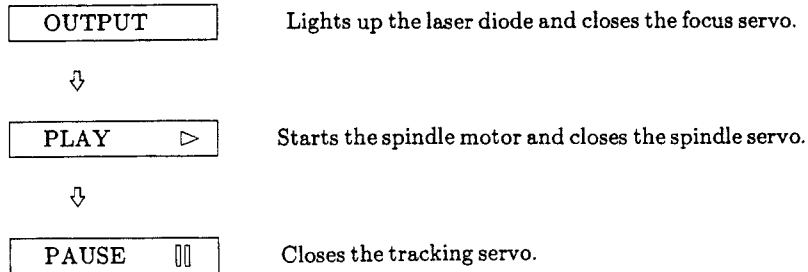 OUTPUT Lights up the laser diode and closes the focus servo.
PLAY ▷ Starts the spindle motor and closes the spindle servo.
PAUSE Closes the tracking servo.